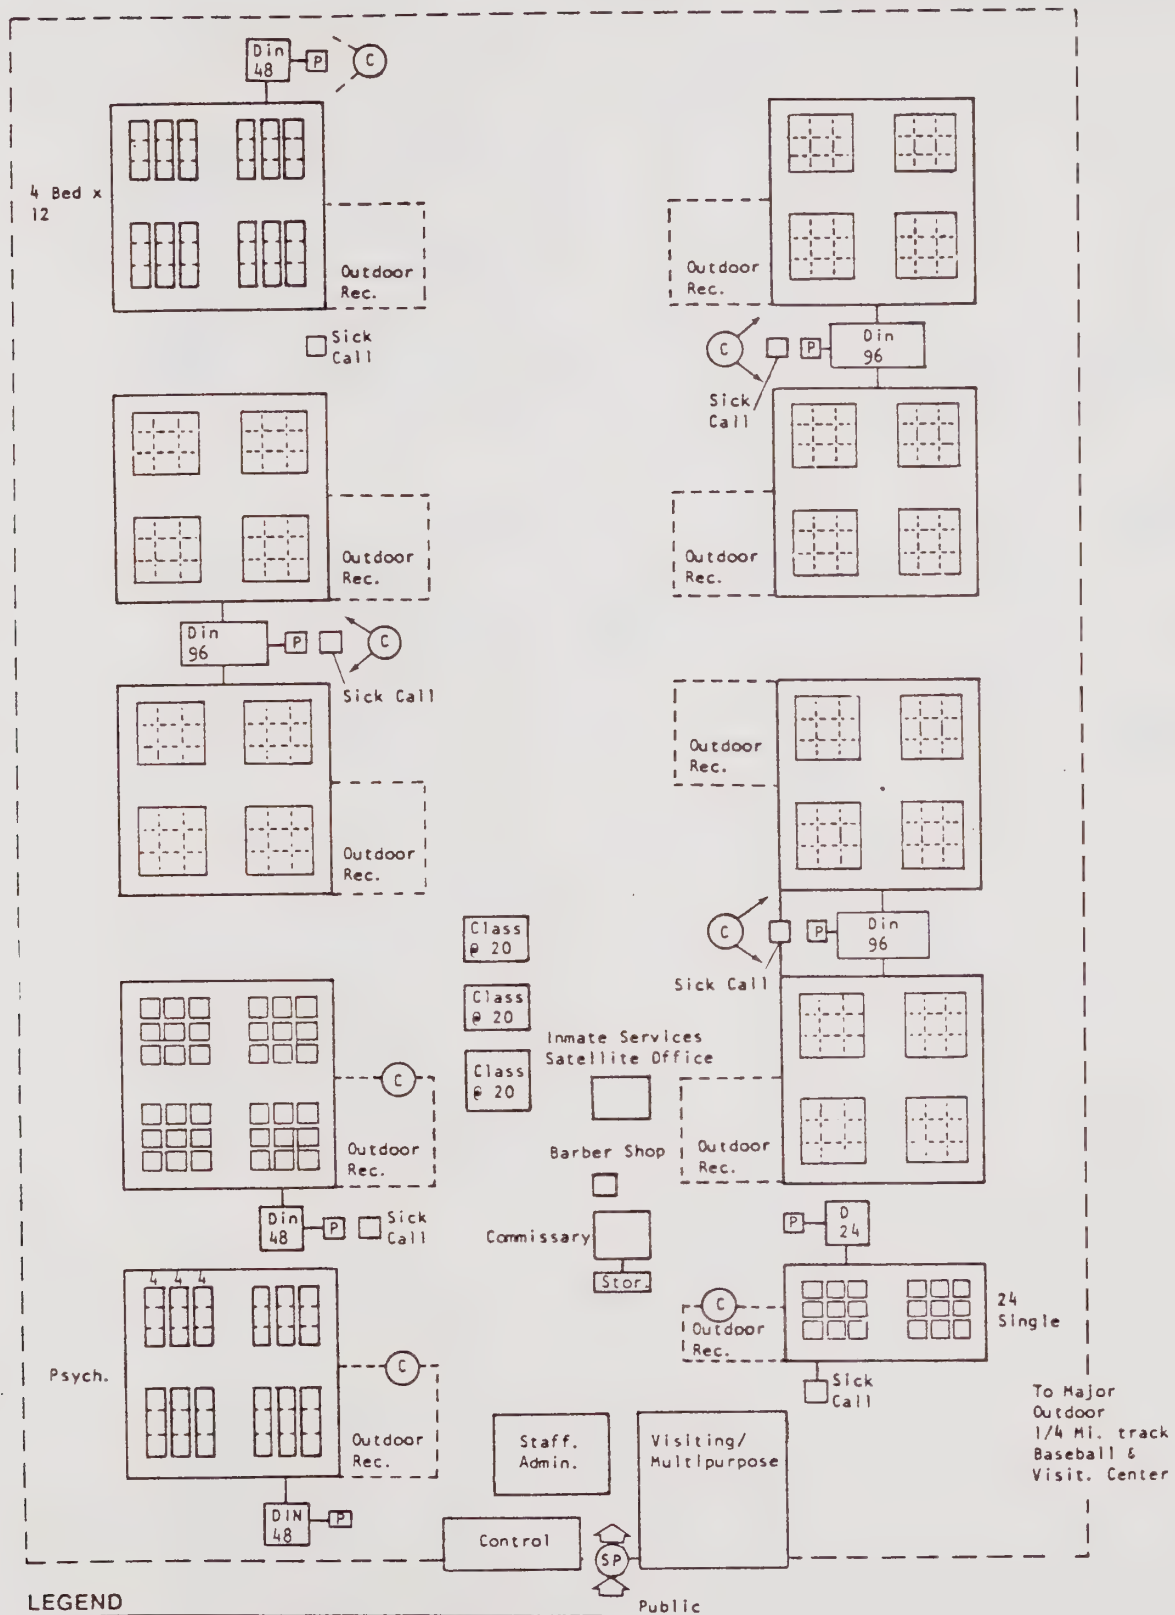 Din
48
P
C
4 Bed x
12
Outdoor
Rec.
Outdoor
Rec.
Sick
Call
C
P
Din
96
Sick
Call
Outdoor
Rec.
Outdoor
Rec.
Din
96
P
C
Sick Call
Outdoor
Rec.
Outdoor
Rec.
Class
@ 20
C
P
Din
96
Sick Call
Class
@ 20
Inmate Services
Satellite Office
Class
@ 20
C
Outdoor
Rec.
Barber Shop
Outdoor
Rec.
Din
48
P
Sick
Call
Commissary
Stor.
P
D
24
4 4 4
C
Outdoor
Rec.
24
Single
Psych.
C
Outdoor
Rec.
Sick
Call
To Major
Outdoor
1/4 Mi. track
Baseball &
Visit. Center
Staff.
Admin.
Visiting/
Multipurpose
DIN
48
P
Control
SP
Public
LEGEND